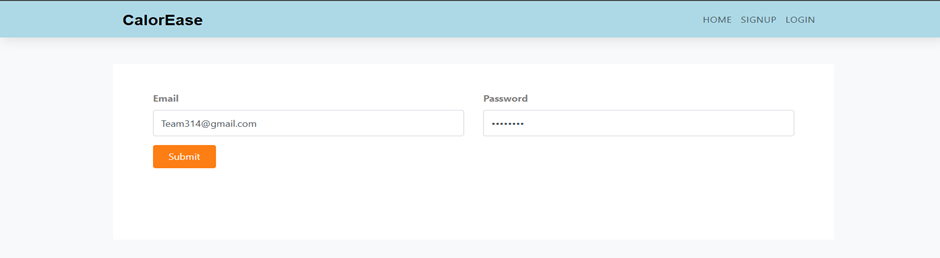 CalorEase
HOME SIGNUP LOGIN
Email
Password
Team314@gmail.com
••••••••
Submit